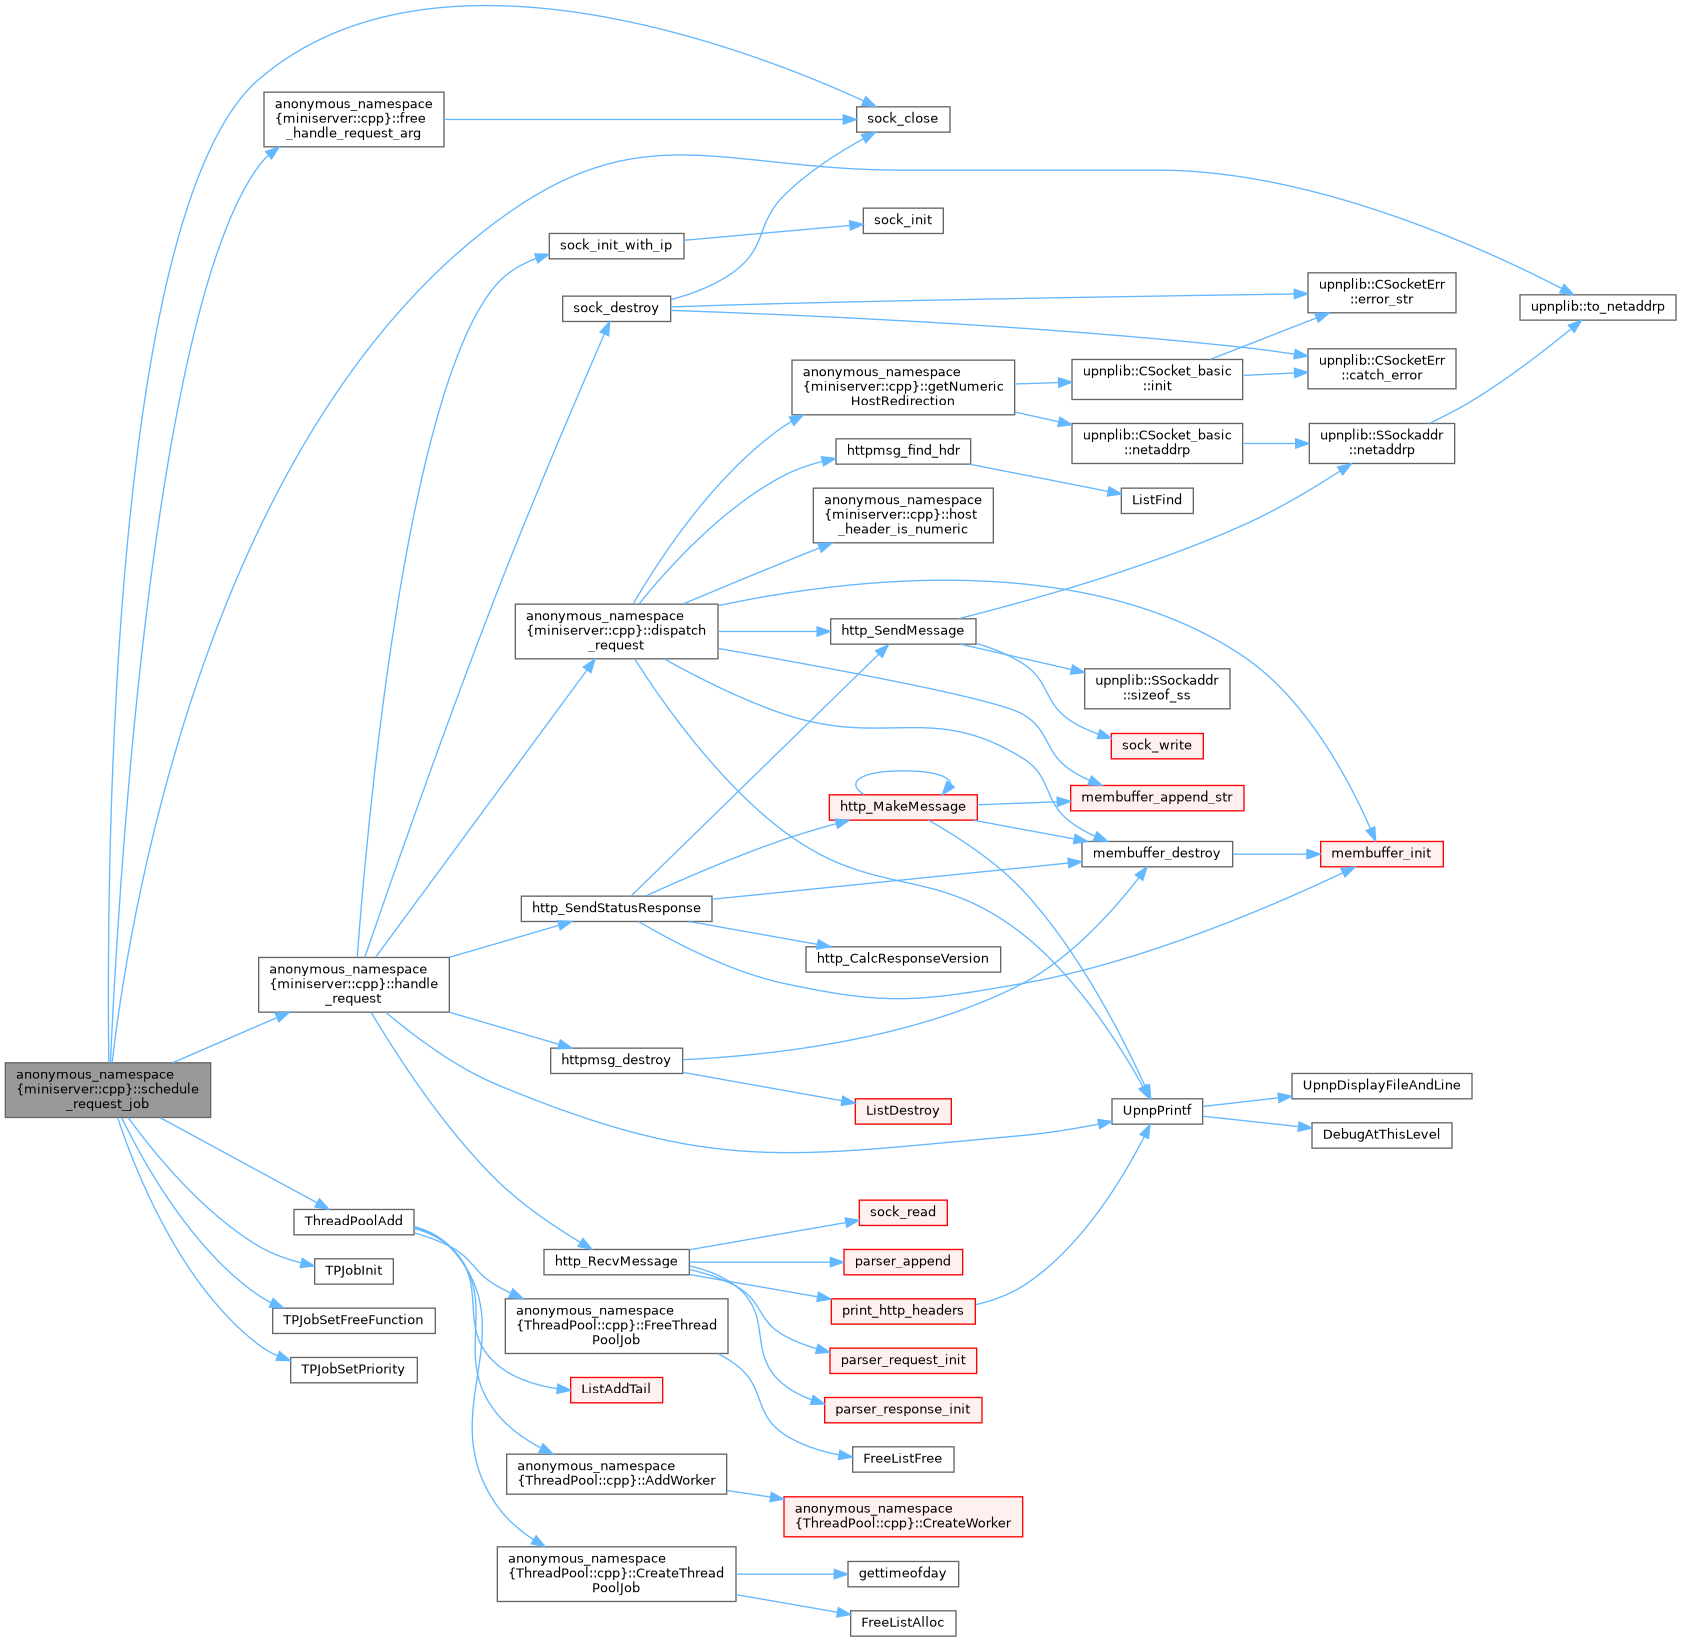 anonymous_namespace
{miniserver::cpp}::schedule
_request_job
anonymous_namespace
{miniserver::cpp}::free
_handle_request_arg
sock_close
anonymous_namespace
{miniserver::cpp}::handle
_request
sock_init_with_ip
sock_init
sock_destroy
upnplib::CSocketErr
::error_str
upnplib::CSocketErr
::catch_error
upnplib::to_netaddrp
anonymous_namespace
{miniserver::cpp}::dispatch
_request
anonymous_namespace
{miniserver::cpp}::getNumeric
HostRedirection
upnplib::CSocket_basic
::init
upnplib::CSocket_basic
::netaddrp
upnplib::SSockaddr
::netaddrp
httpmsg_find_hdr
ListFind
anonymous_namespace
{miniserver::cpp}::host
_header_is_numeric
http_SendMessage
upnplib::SSockaddr
::sizeof_ss
sock_write
http_MakeMessage
membuffer_append_str
membuffer_destroy
membuffer_init
http_SendStatusResponse
http_CalcResponseVersion
httpmsg_destroy
ListDestroy
UpnpPrintf
UpnpDisplayFileAndLine
DebugAtThisLevel
http_RecvMessage
sock_read
parser_append
print_http_headers
parser_request_init
parser_response_init
ThreadPoolAdd
TPJobInit
TPJobSetFreeFunction
TPJobSetPriority
anonymous_namespace
{ThreadPool::cpp}::FreeThread
PoolJob
ListAddTail
FreeListFree
anonymous_namespace
{ThreadPool::cpp}::AddWorker
anonymous_namespace
{ThreadPool::cpp}::CreateWorker
anonymous_namespace
{ThreadPool::cpp}::CreateThread
PoolJob
gettimeofday
FreeListAlloc